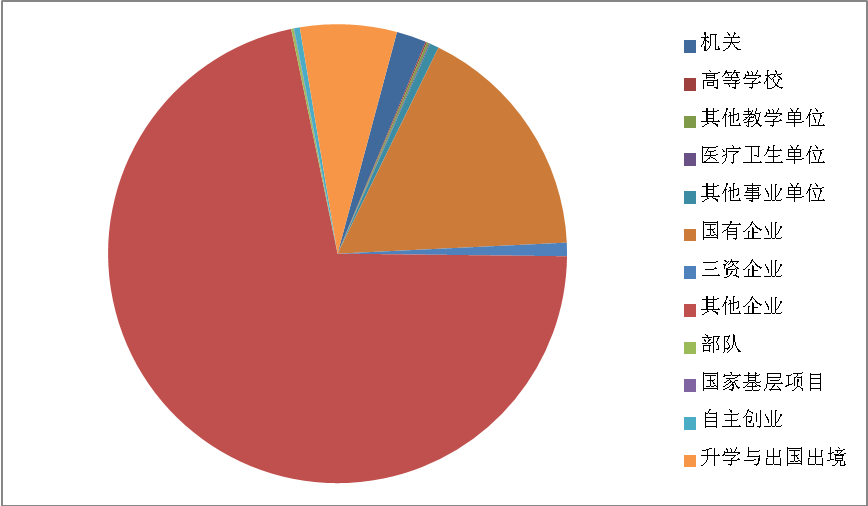 机关
高等学校
其他教学单位
医疗卫生单位
其他事业单位
国有企业
三资企业
其他企业
部队
国家基层项目
自主创业
升学与出国出境